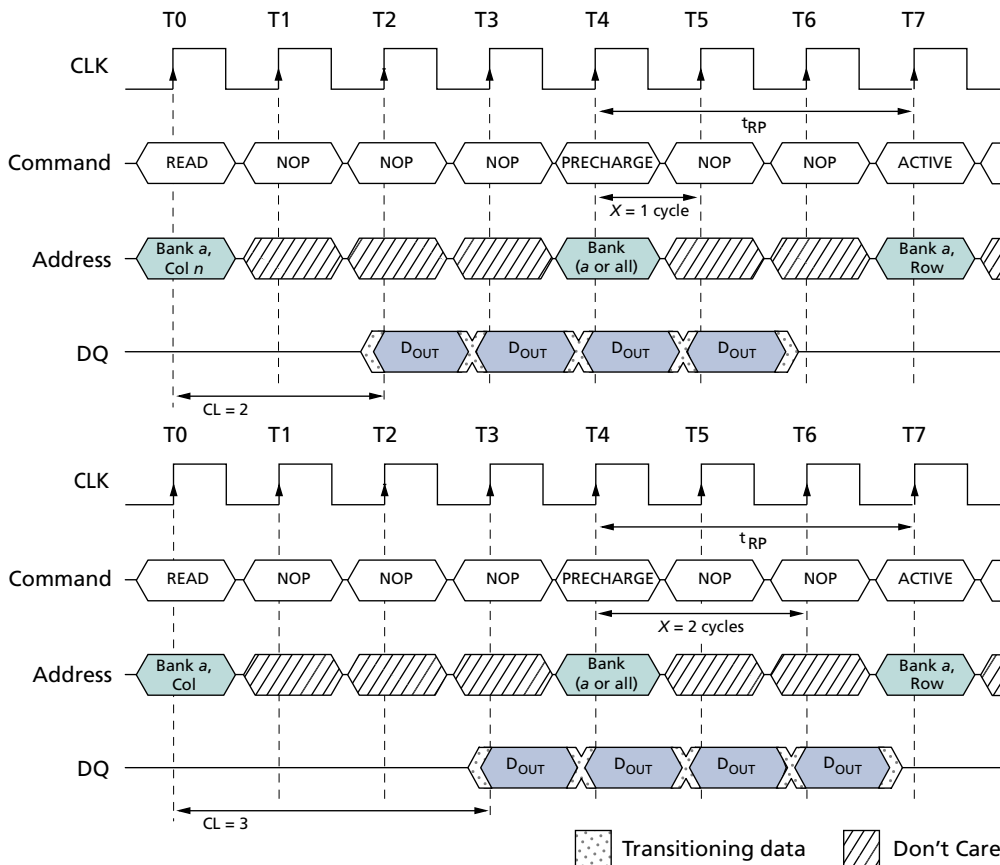 T0 T1 T2 T3 T4 T5 T6 T7
CLK
tRP
Command READ NOP NOP NOP PRECHARGE NOP NOP ACTIVE
X = 1 cycle
Address Bank a, Col n Bank (a or all) Bank a, Row
DQ DOUT DOUT DOUT DOUT
CL = 2
T0 T1 T2 T3 T4 T5 T6 T7
CLK
tRP
Command READ NOP NOP NOP PRECHARGE NOP NOP ACTIVE
X = 2 cycles
Address Bank a, Col Bank (a or all) Bank a, Row
DQ DOUT DOUT DOUT DOUT
CL = 3
Transitioning data Don't Care